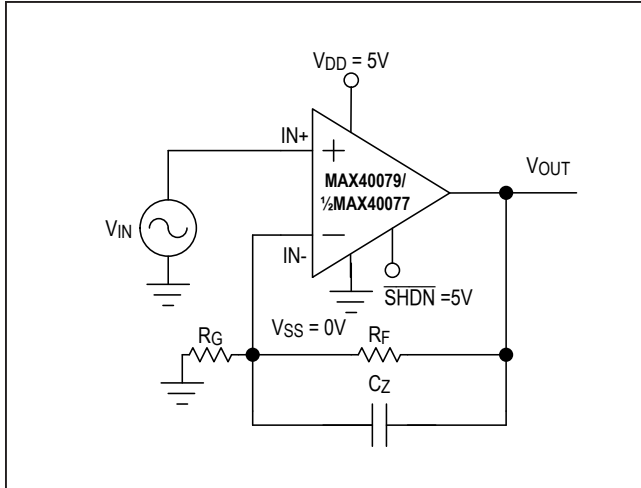 VDD = 5V
IN+
+
MAX40079/
½MAX40077
VOUT
VIN
−
IN-
SHDN =5V
VSS = 0V
RG
RF
CZ